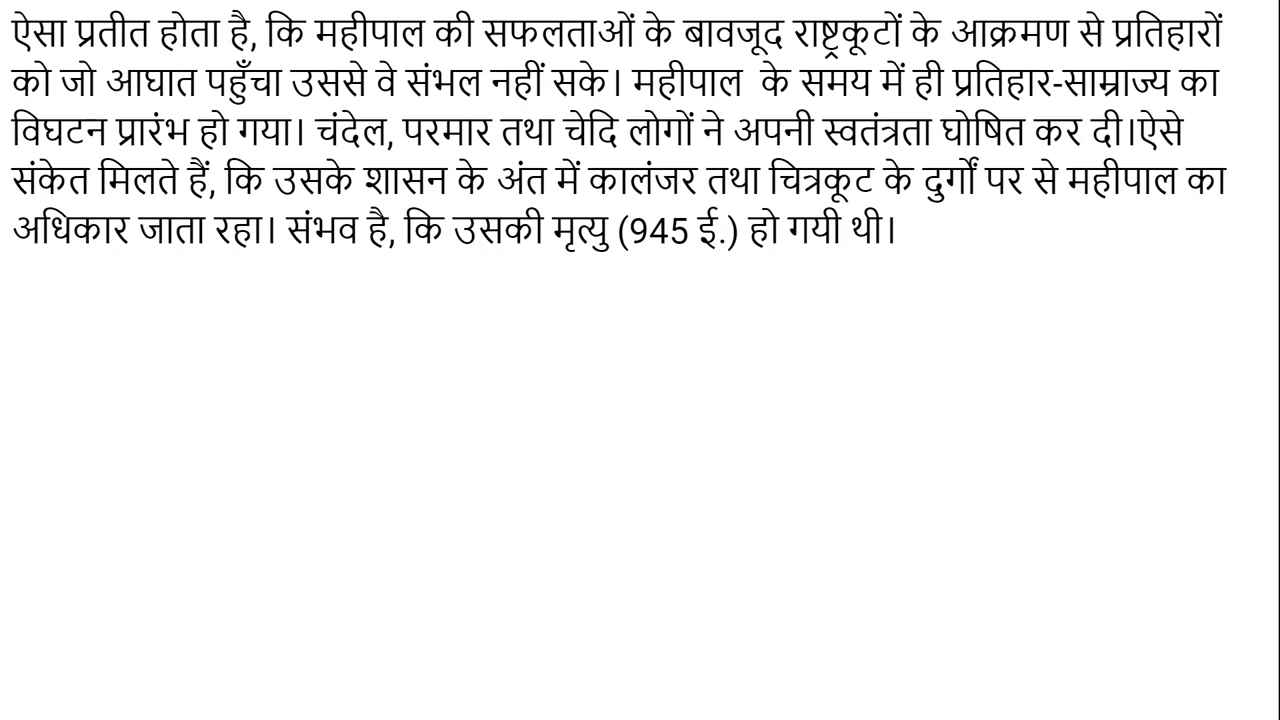 ऐसा प्रतीत होता है, कि महीपाल की सफलताओं के बावजूद राष्ट्रकूटों के आक्रमण से प्रतिहारों
को जो आघात पहुँचा उससे वे संभल नहीं सके। महीपाल  के समय में ही प्रतिहार-साम्राज्य का
विघटन प्रारंभ हो गया। चंदेल, परमार तथा चेदि लोगों ने अपनी स्वतंत्रता घोषित कर दी।ऐसे
संकेत मिलते हैं, कि उसके शासन के अंत में कालंजर तथा चित्रकूट के दुर्गों पर से महीपाल का
अधिकार जाता रहा। संभव है, कि उसकी मृत्यु (945 ई.) हो गयी थी।